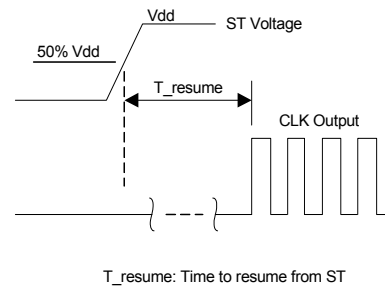 Vdd
ST Voltage
50% Vdd
T_resume
CLK Output
T_resume: Time to resume from ST